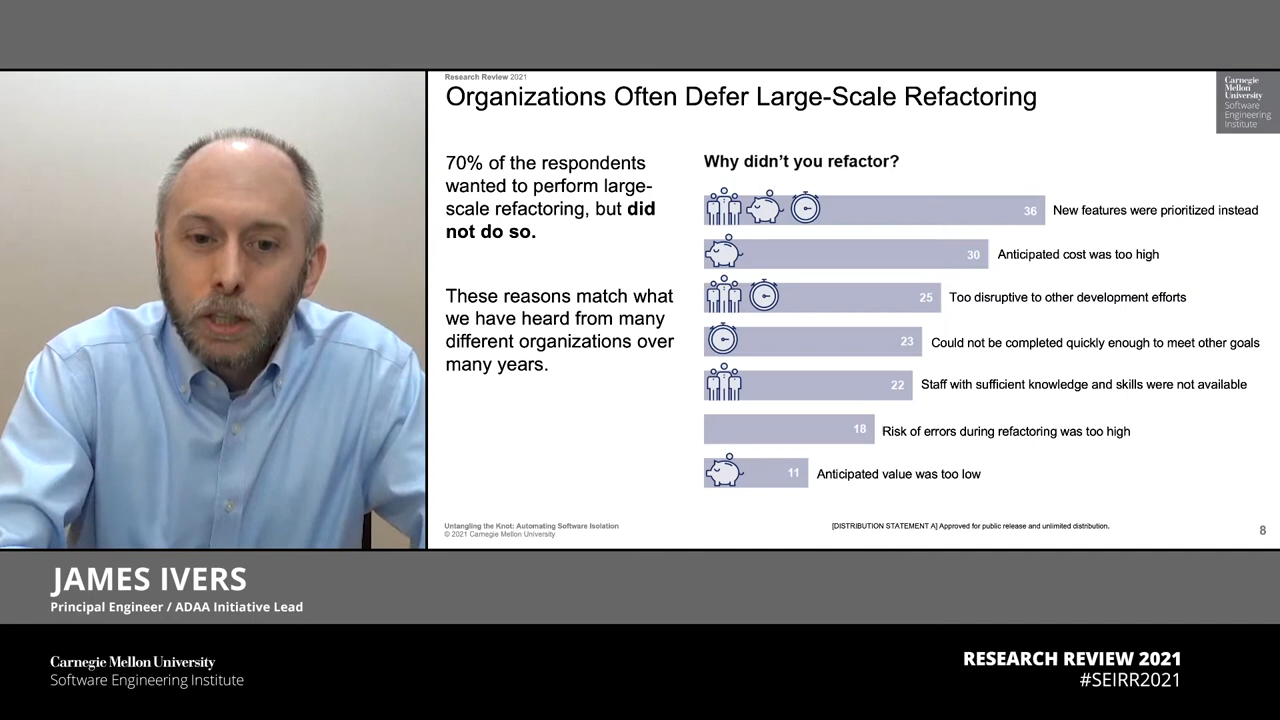 Research Review 2021
Organizations Often Defer Large-Scale Refactoring
Carnegie
Mellon
University
Software
Engineering
Institute
70% of the respondents
wanted to perform large-
scale refactoring, but did
not do so.
These reasons match what
we have heard from many
different organizations over
many years.
Why didn't you refactor?
36 New features were prioritized instead
30 Anticipated cost was too high
25 Too disruptive to other development efforts
23 Could not be completed quickly enough to meet other goals
22 Staff with sufficient knowledge and skills were not available
18 Risk of errors during refactoring was too high
11 Anticipated value was too low
Untangling the Knot: Automating Software Isolation
© 2021 Carnegie Mellon University
[DISTRIBUTION STATEMENT A] Approved for public release and unlimited distribution.
8
JAMES IVERS
Principal Engineer / ADAA Initiative Lead
Carnegie Mellon University
Software Engineering Institute
RESEARCH REVIEW 2021
#SEIRR2021